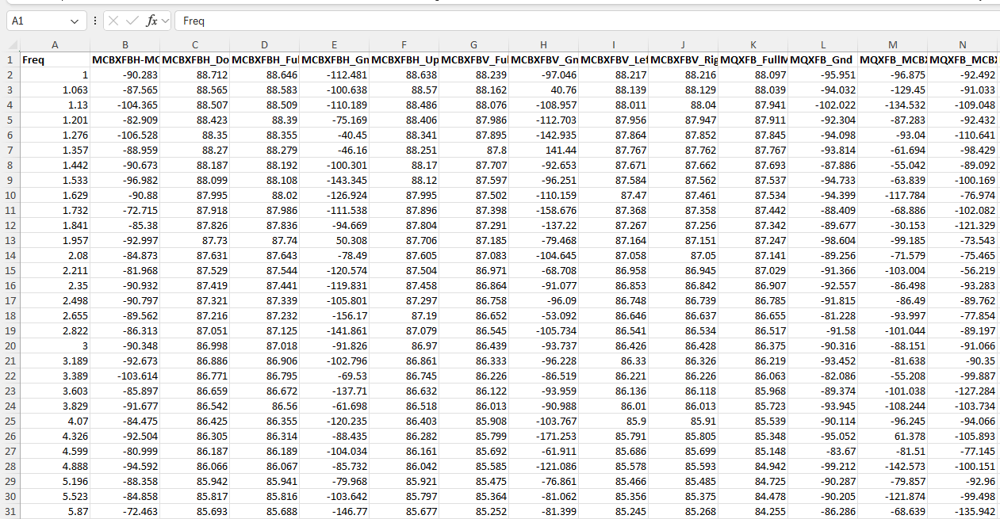 A1 fx Freq
A B C D E F G H I J K L M N
1 Freq MCBXFBH-MC MCBXFBH_Do MCBXFBH_Ful MCBXFBH_Gn MCBXFBH_Up MCBXFBV_Ful MCBXFBV_Gn MCBXFBV_Lef MCBXFBV_Rig MQXFB_FullM MQXFB_Gnd MQXFB_MCBX MQXFB_MCBX
2 1 -90.283 88.712 88.646 -112.481 88.638 88.239 -97.046 88.217 88.216 88.097 -95.951 -96.875 -92.492
3 1.063 -87.565 88.565 88.583 -100.638 88.57 88.162 40.76 88.139 88.129 88.039 -94.032 -129.45 -91.033
4 1.13 -104.365 88.507 88.509 -110.189 88.486 88.076 -108.957 88.011 88.04 87.941 -102.022 -134.532 -109.048
5 1.201 -82.909 88.423 88.39 -75.169 88.406 87.986 -112.703 87.956 87.947 87.911 -92.304 -87.283 -92.432
6 1.276 -106.528 88.35 88.355 -40.45 88.341 87.895 -142.935 87.864 87.852 87.845 -94.098 -93.04 -110.641
7 1.357 -88.959 88.27 88.279 -46.16 88.251 87.8 141.44 87.767 87.762 87.767 -93.814 -61.694 -98.429
8 1.442 -90.673 88.187 88.192 -100.301 88.17 87.707 -92.653 87.671 87.662 87.693 -87.886 -55.042 -89.092
9 1.533 -96.982 88.099 88.108 -143.345 88.12 87.597 -96.251 87.584 87.562 87.537 -94.733 -63.839 -100.169
10 1.629 -90.88 87.995 88.02 -126.924 87.995 87.502 -110.159 87.47 87.461 87.534 -94.399 -117.784 -76.974
11 1.732 -72.715 87.918 87.986 -111.538 87.896 87.398 -158.676 87.368 87.358 87.442 -88.409 -68.886 -102.082
12 1.841 -85.38 87.826 87.836 -94.669 87.804 87.291 -137.22 87.267 87.256 87.342 -89.677 -30.153 -121.329
13 1.957 -92.997 87.73 87.74 50.308 87.706 87.185 -79.468 87.164 87.151 87.247 -98.604 -99.185 -73.543
14 2.08 -84.873 87.631 87.643 -78.49 87.605 87.083 -104.645 87.058 87.05 87.141 -89.256 -71.579 -75.465
15 2.211 -81.968 87.529 87.544 -120.574 87.504 86.971 -68.708 86.958 86.945 87.029 -91.366 -103.004 -56.219
16 2.35 -90.932 87.419 87.441 -119.831 87.458 86.864 -91.077 86.853 86.842 86.907 -92.557 -86.498 -93.283
17 2.498 -90.797 87.321 87.339 -105.801 87.297 86.758 -96.09 86.748 86.739 86.785 -91.815 -86.49 -89.762
18 2.655 -89.562 87.216 87.232 -156.17 87.19 86.652 -53.092 86.646 86.637 86.655 -81.228 -93.997 -77.854
19 2.822 -86.313 87.051 87.125 -141.861 87.079 86.545 -105.734 86.541 86.534 86.517 -91.58 -101.044 -89.197
20 3 -90.348 86.998 87.018 -91.826 86.97 86.439 -93.737 86.426 86.428 86.375 -90.316 -88.151 -91.066
21 3.189 -92.673 86.886 86.906 -102.796 86.861 86.333 -96.228 86.33 86.326 86.219 -93.452 -81.638 -90.35
22 3.389 -103.614 86.771 86.795 -69.53 86.745 86.226 -86.519 86.221 86.226 86.063 -82.086 -55.208 -99.887
23 3.603 -85.897 86.659 86.672 -137.71 86.632 86.122 -93.959 86.136 86.118 85.968 -89.374 -101.038 -127.284
24 3.829 -91.677 86.542 86.56 -61.698 86.518 86.013 -90.988 86.01 86.013 85.723 -93.945 -108.244 -103.734
25 4.07 -84.475 86.425 86.355 -120.235 86.403 85.908 -103.767 85.9 85.91 85.539 -90.114 -96.245 -94.066
26 4.326 -92.504 86.305 86.314 -88.435 86.282 85.799 -171.253 85.791 85.805 85.348 -95.052 61.378 -105.893
27 4.599 -80.999 86.187 86.189 -104.034 86.161 85.692 -61.911 85.686 85.699 85.148 -83.67 -81.51 -77.145
28 4.888 -94.592 86.066 86.067 -85.732 86.042 85.585 -121.086 85.578 85.593 84.942 -99.212 -142.573 -100.151
29 5.196 -88.358 85.942 85.941 -79.968 85.921 85.475 -76.861 85.466 85.485 84.725 -90.287 -79.857 -92.96
30 5.523 -84.858 85.817 85.816 -103.642 85.797 85.364 -81.062 85.356 85.375 84.478 -90.205 -121.874 -99.498
31 5.87 -72.463 85.693 85.688 -146.77 85.677 85.252 -81.399 85.245 85.268 84.255 -86.286 -68.639 -135.942